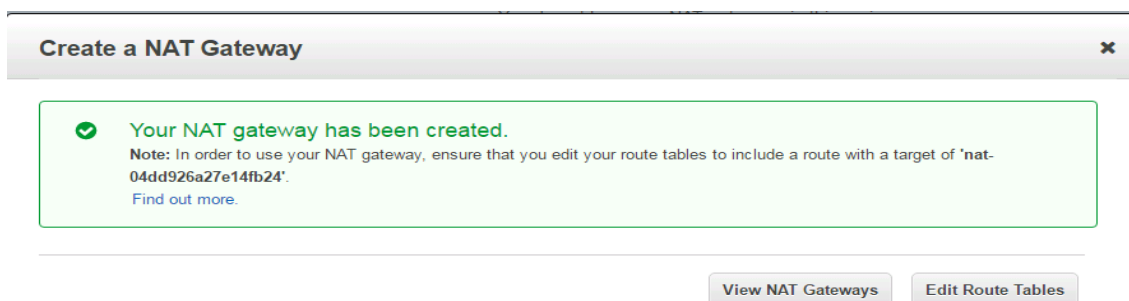 Create a NAT Gateway
Your NAT gateway has been created.
Note: In order to use your NAT gateway, ensure that you edit your route tables to include a route with a target of 'nat-
04dd926a27e14fb24'.
Find out more.
View NAT Gateways Edit Route Tables